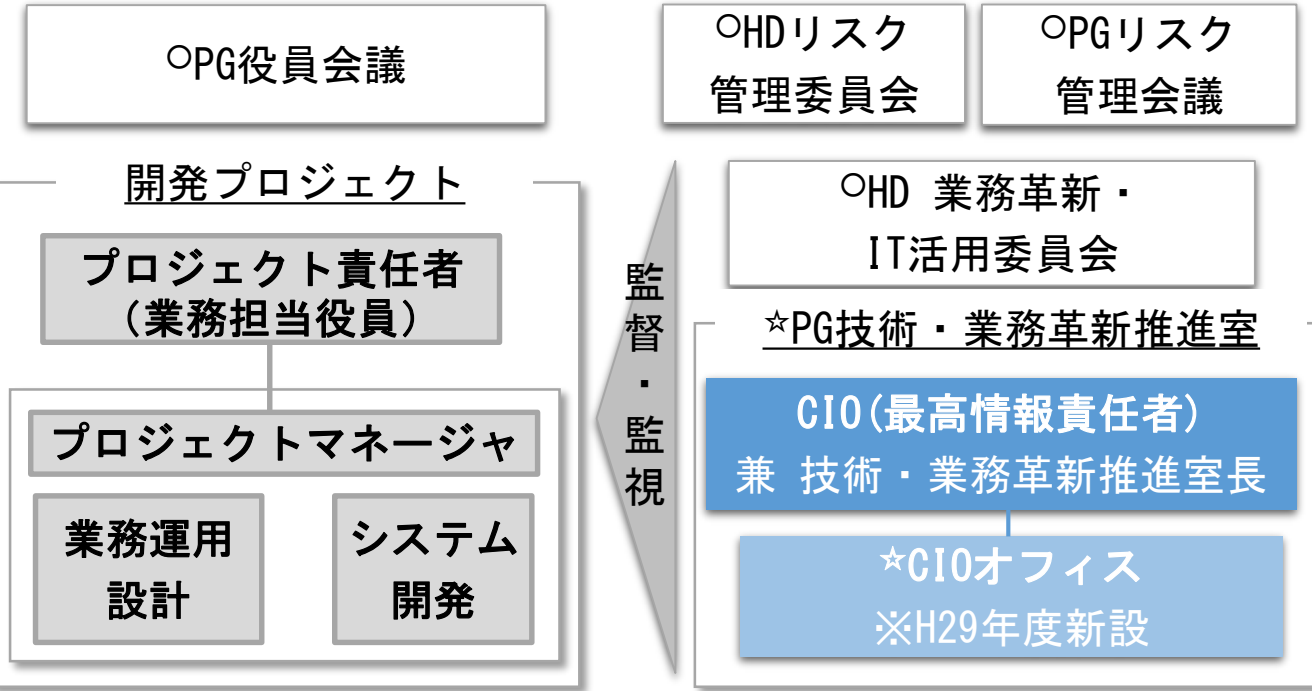 ○PG役員会議
○HDリスク
管理委員会
○PGリスク
管理会議
開発プロジェクト
プロジェクト責任者
(業務担当役員)
プロジェクトマネージャ
業務運用
設計
システム
開発
監督・監視
○HD 業務革新・
IT活用委員会
☆PG技術・業務革新推進室
CIO(最高情報責任者)
兼 技術・業務革新推進室長
☆CIOオフィス
※H29年度新設